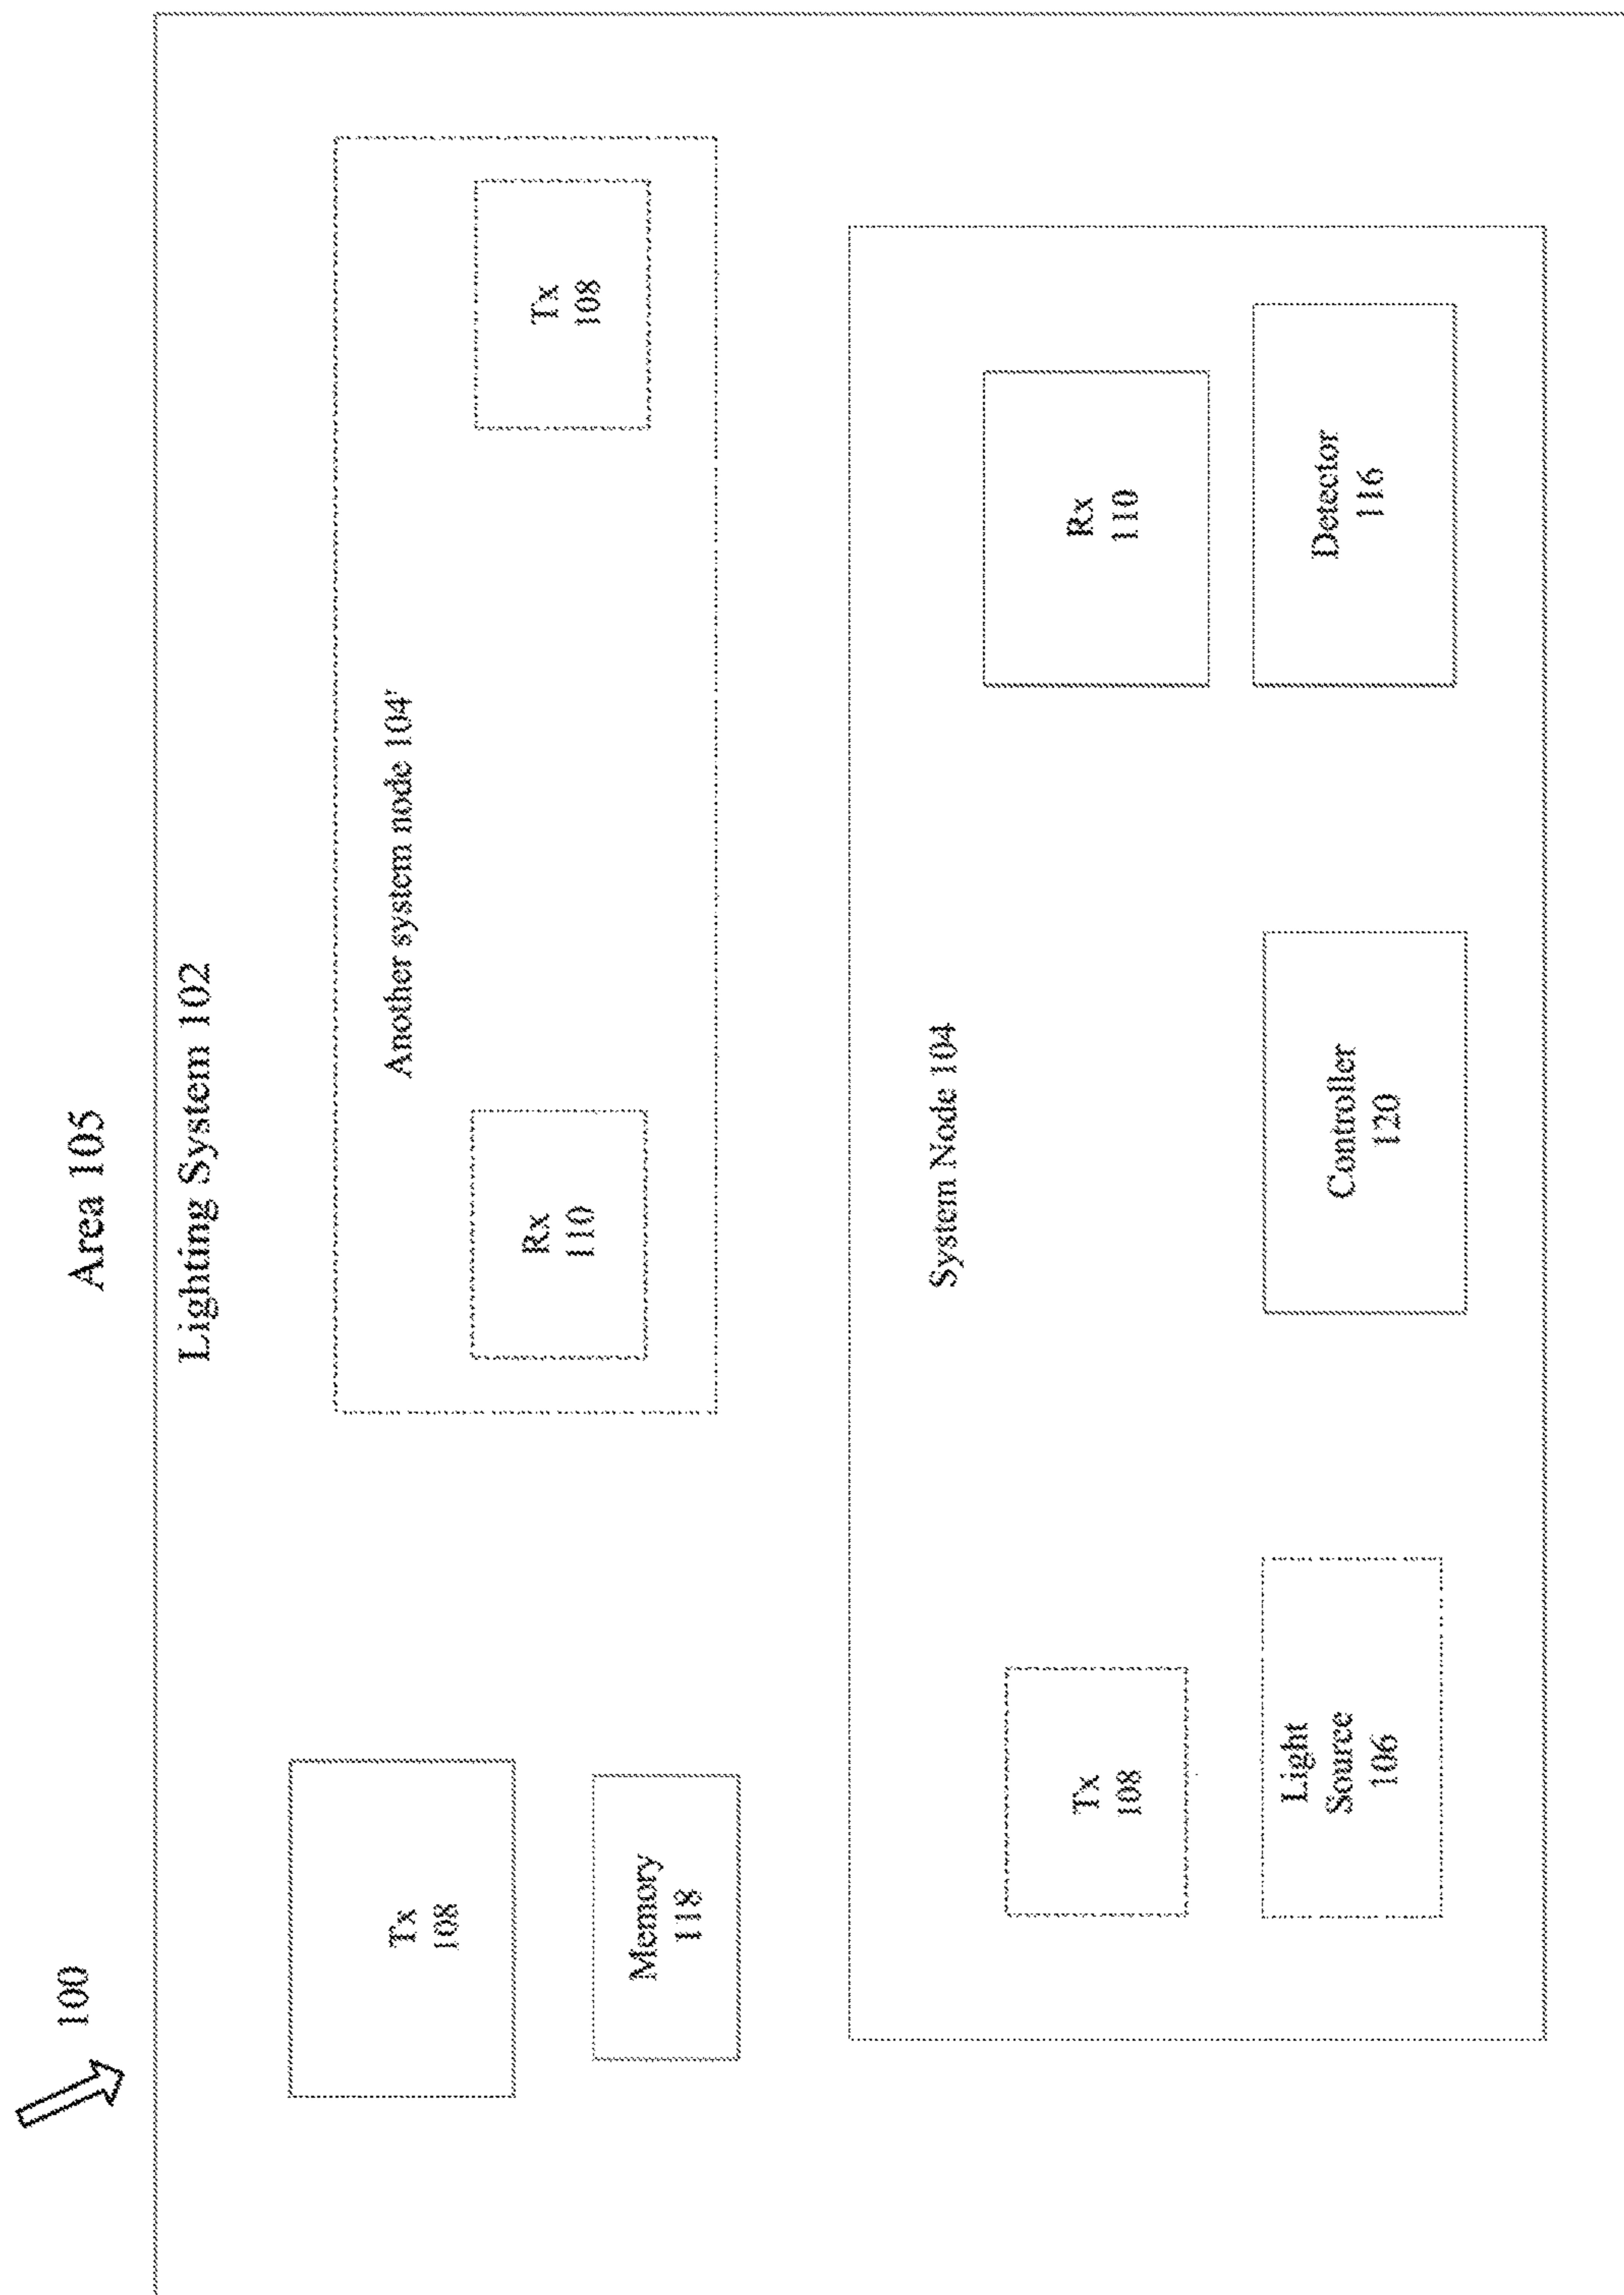 100
Area 105
Lighting System 102
Tx
108
Memory
118
Another system node 104'
Rx
110
Tx
108
System Node 104
Tx
108
Light
Source
106
Controller
120
Rx
110
Detector
116